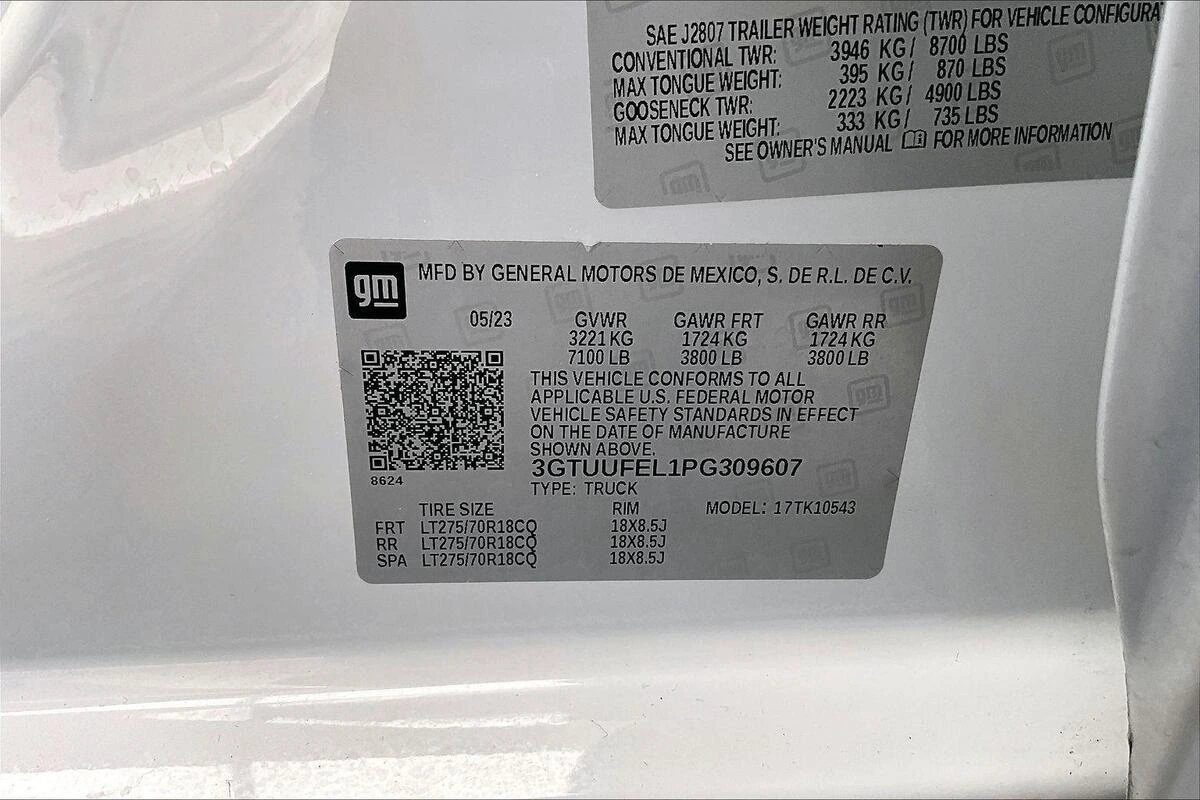 SAE J2807 TRAILER WEIGHT RATING (TWR) FOR VEHICLE
CONVENTIONAL TWR: 3946 KG/ 8700 LBS
MAX TONGUE WEIGHT: 395 KG/ 870 LBS
GOOSENECK TWR: 2223 KG/ 4900 LBS
MAX TONGUE WEIGHT: 333 KG/ 735 LBS
SEE OWNER'S MANUAL FOR MORE INFORMATION
gm MFD BY GENERAL MOTORS DE MEXICO, S. DE R.L. DE C.V.
05/23 GVWR GAWR FRT GAWR RR
3221 KG 1724 KG 1724 KG
7100 LB 3800 LB 3800 LB
THIS VEHICLE CONFORMS TO ALL
APPLICABLE U.S. FEDERAL MOTOR
VEHICLE SAFETY STANDARDS IN EFFECT
ON THE DATE OF MANUFACTURE
SHOWN ABOVE.
3GTUUFEL1PG309607
8624
TYPE: TRUCK
TIRE SIZE RIM MODEL: 17TK10543
FRT LT275/70R18CQ 18X8.5J
RR LT275/70R18CQ 18X8.5J
SPA LT275/70R18CQ 18X8.5J